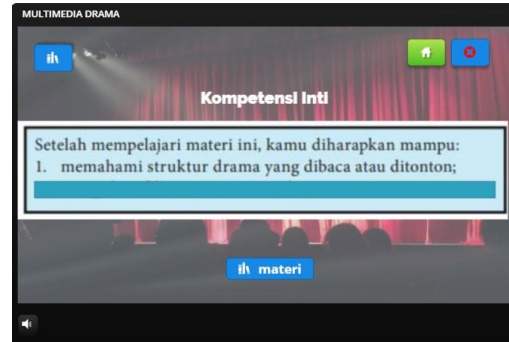 MULTIMEDIA DRAMA
Kompetensi Inti
Setelah mempelajari materi ini, kamu diharapkan mampu:
1. memahami struktur drama yang dibaca atau ditonton;
materi